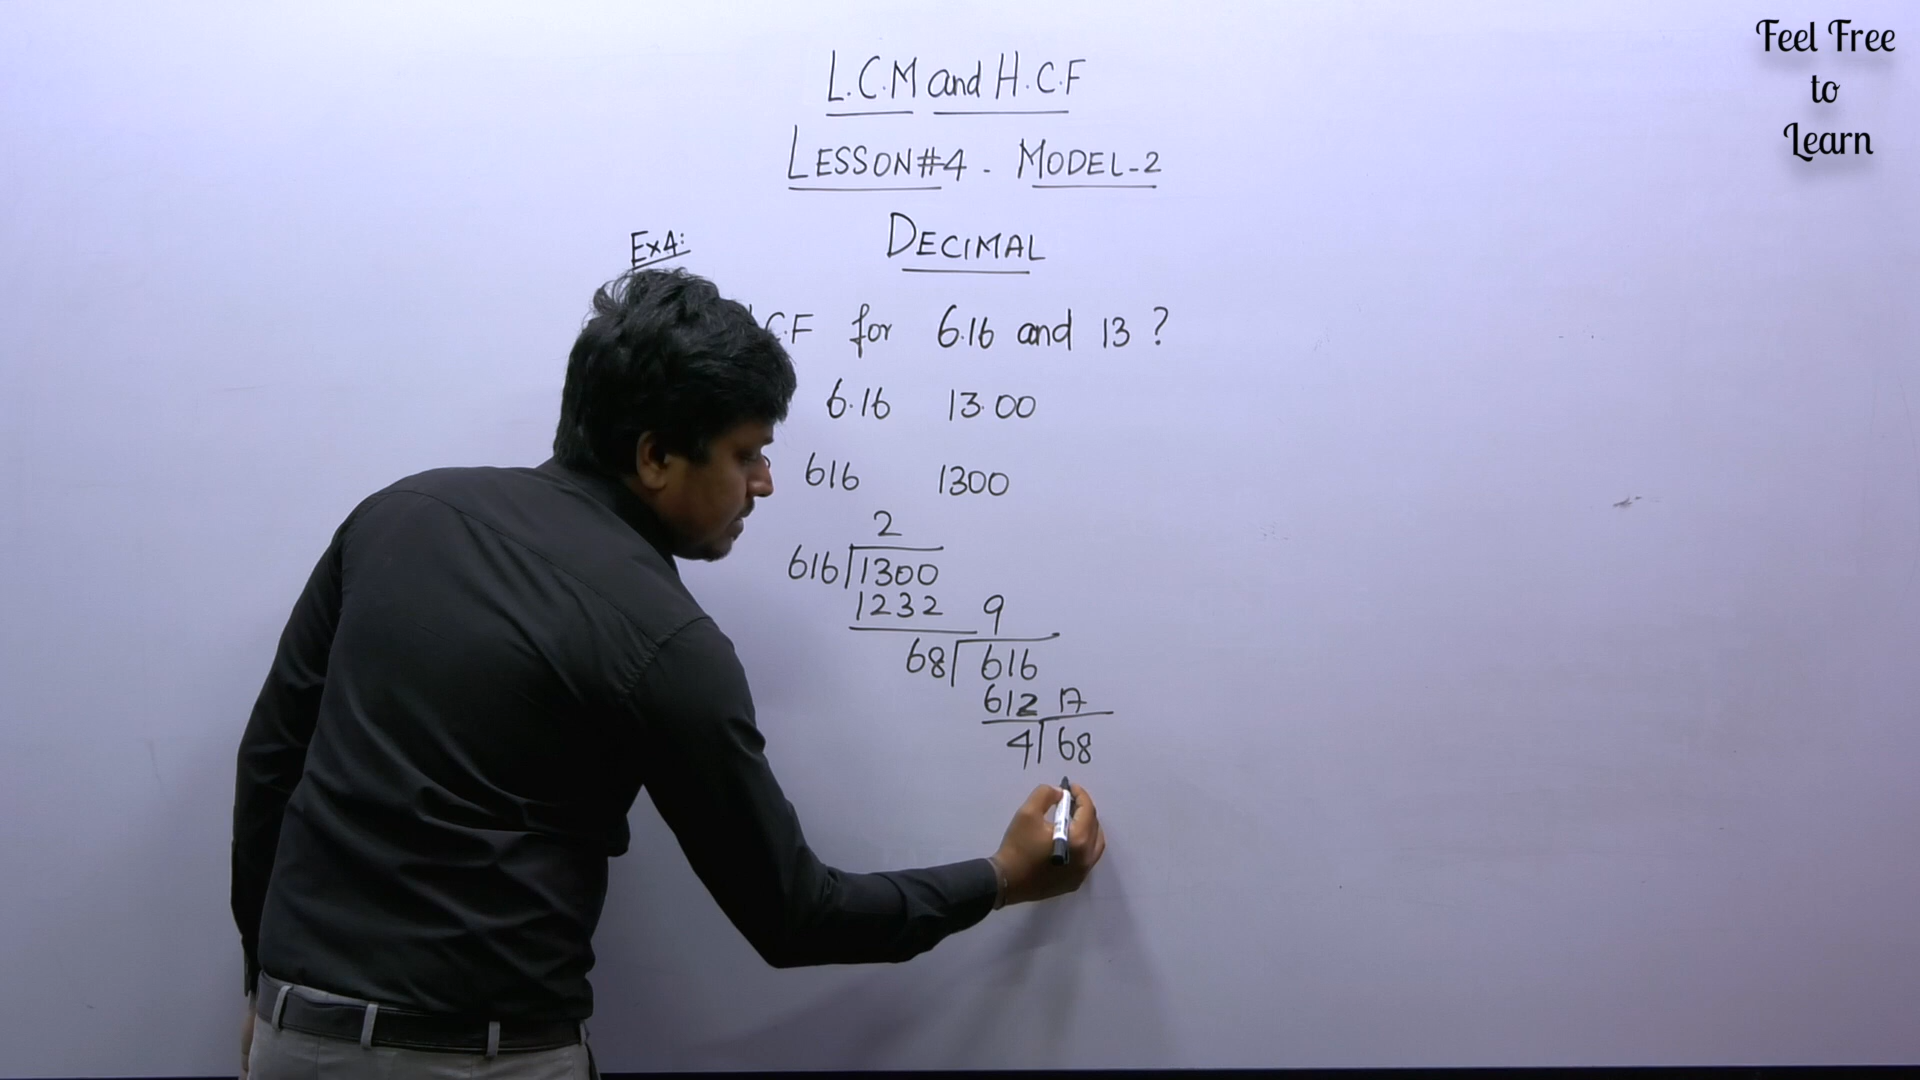 Feel Free
to
Learn
L.C.M and H.C.F
LESSON#4 - MODEL-2
DECIMAL
Ex4:
C.F for 6.16 and 13 ?
6.16 13.00
616 1300
2
616 1300
1232 9
68 616
612 17
4 68